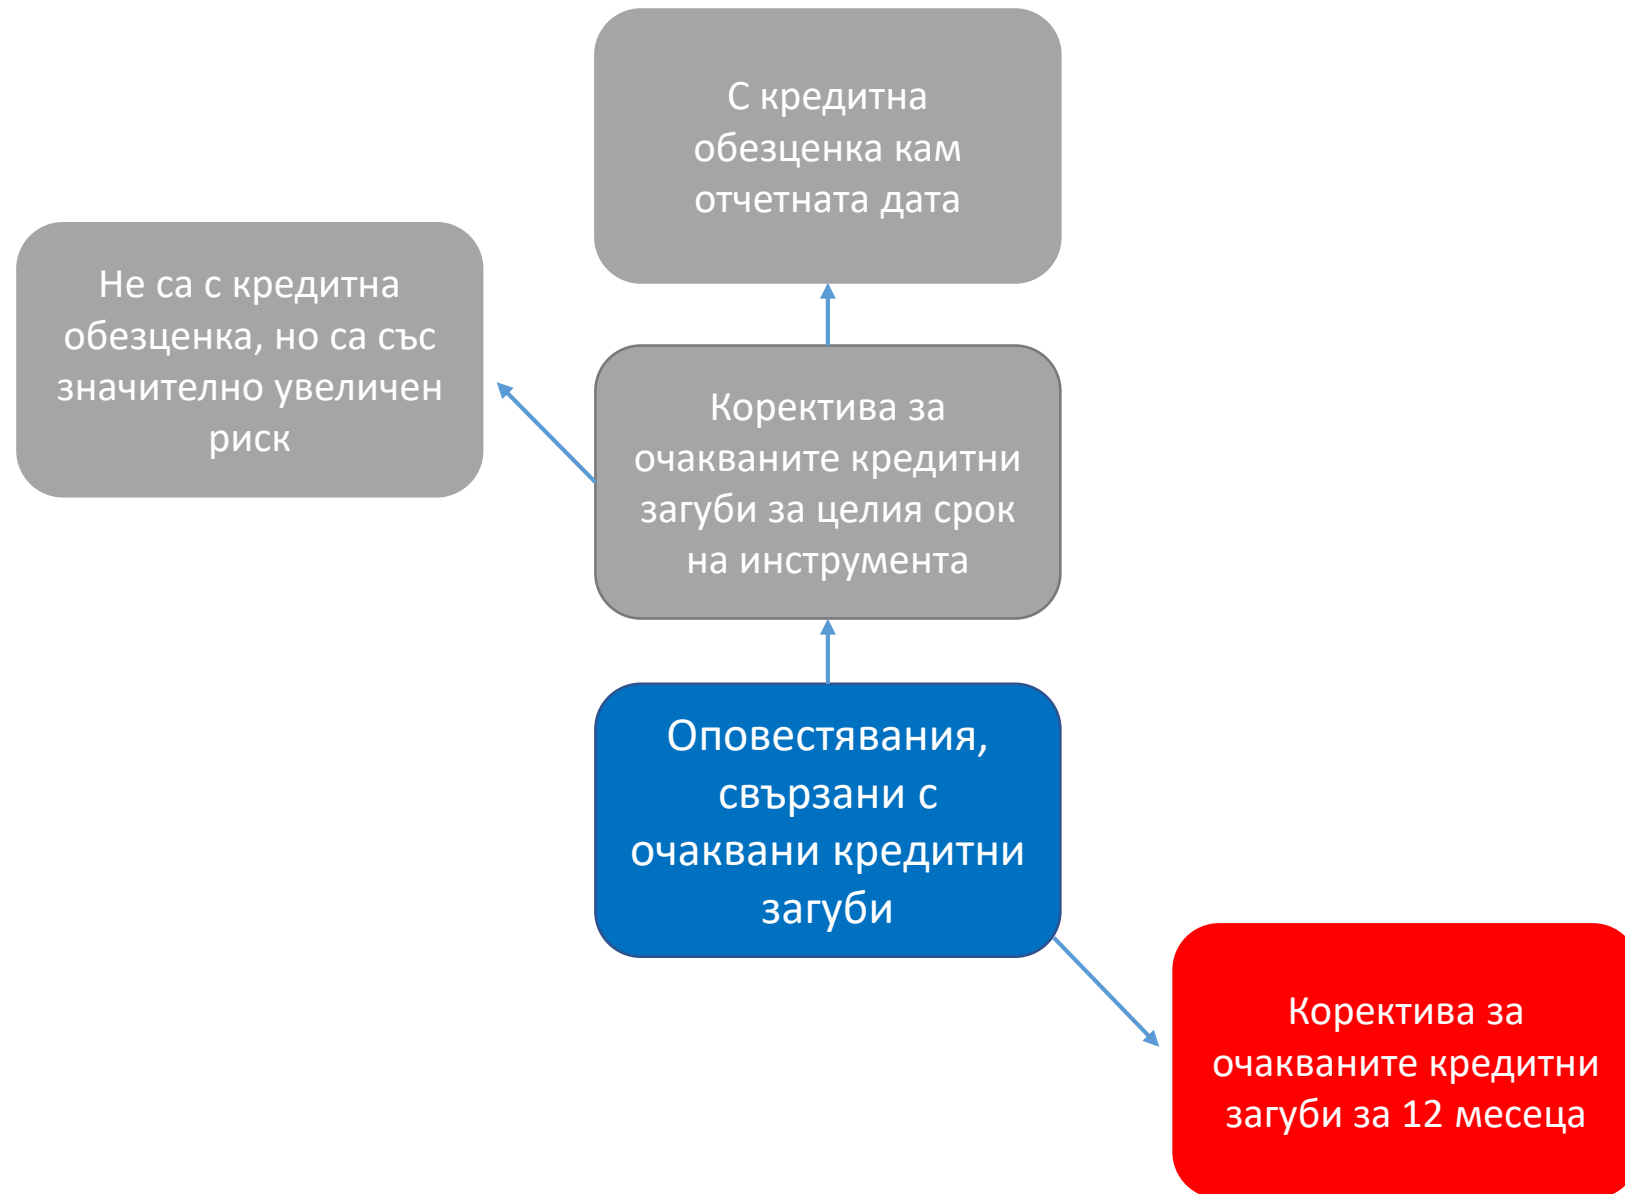 С кредитна
обезценка кам
отчетната дата
Не са с кредитна
обезценка, но са със
значително увеличен
риск
Коректива за
очакваните кредитни
загуби за целия срок
на инструмента
Оповестявания,
свързани с
очаквани кредитни
загуби
Коректива за
очакваните кредитни
загуби за 12 месеца